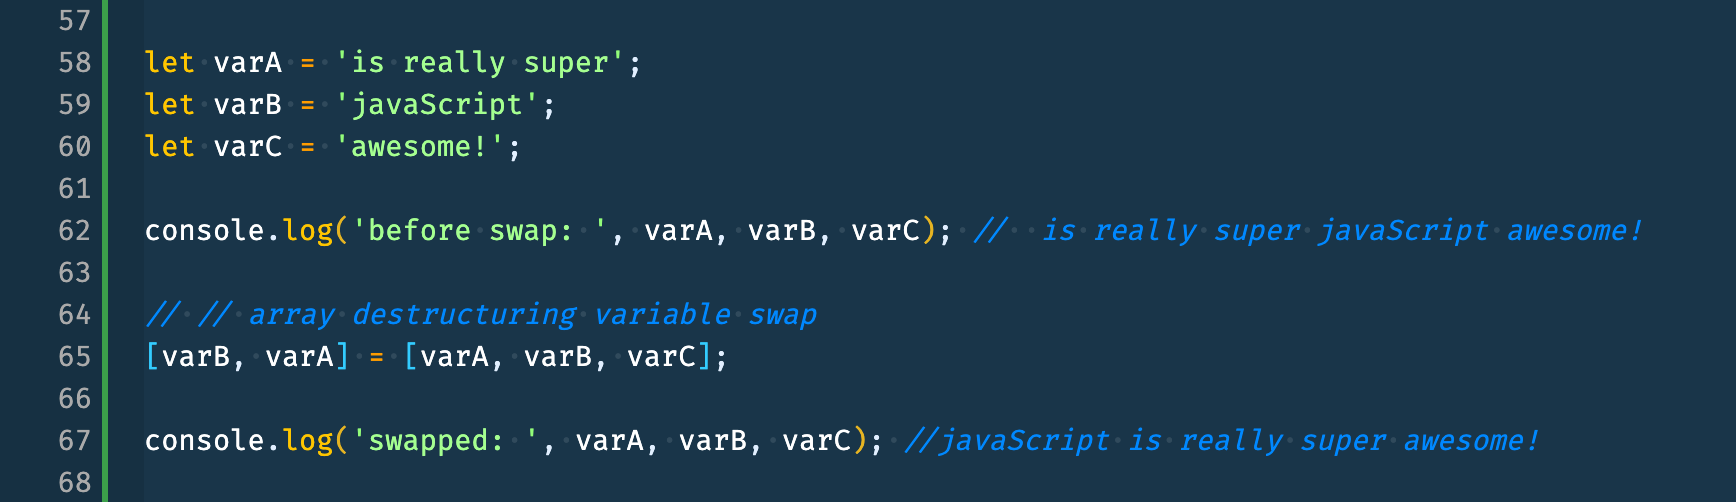 57
58 let varA = 'is really super';
59 let varB = 'javaScript';
60 let varC = 'awesome!';
61
62 console.log('before swap: ', varA, varB, varC); //  is really super javaScript awesome!
63
64 // // array destructuring variable swap
65 [varB, varA] = [varA, varB, varC];
66
67 console.log('swapped: ', varA, varB, varC); //javaScript is really super awesome!
68